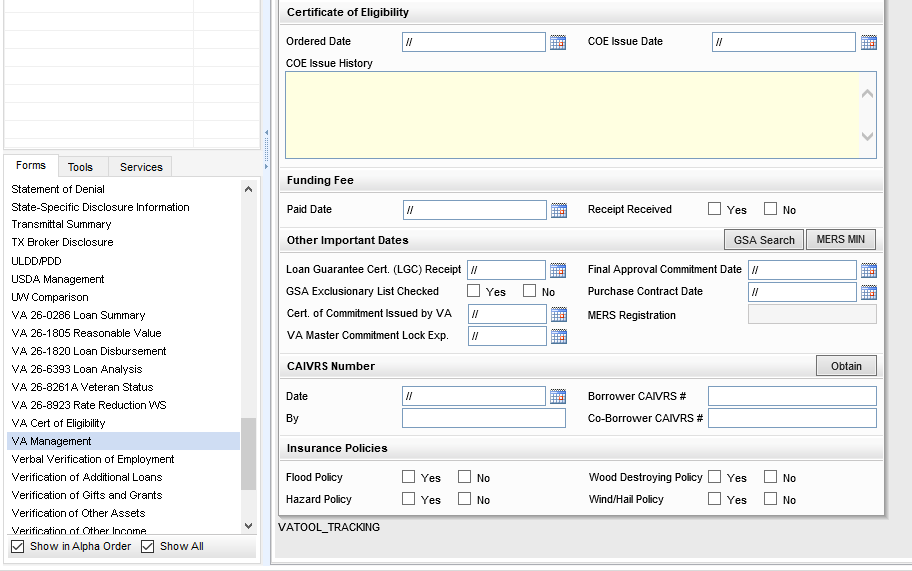 Certificate of Eligibility
Ordered Date // COE Issue Date //
COE Issue History
Funding Fee
Paid Date // Receipt Received Yes No
Other Important Dates GSA Search MERS MIN
Loan Guarantee Cert. (LGC) Receipt // Final Approval Commitment Date //
GSA Exclusionary List Checked Yes No Purchase Contract Date //
Cert. of Commitment Issued by VA // MERS Registration
VA Master Commitment Lock Exp. //
CAIVRS Number Obtain
Date // Borrower CAIVRS #
By Co-Borrower CAIVRS #
Insurance Policies
Flood Policy Yes No Wood Destroying Policy Yes No
Hazard Policy Yes No Wind/Hail Policy Yes No
VATOOL_TRACKING
Forms Tools Services
Statement of Denial
State-Specific Disclosure Information
Transmittal Summary
TX Broker Disclosure
ULDD/PDD
USDA Management
UW Comparison
VA 26-0286 Loan Summary
VA 26-1805 Reasonable Value
VA 26-1820 Loan Disbursement
VA 26-6393 Loan Analysis
VA 26-8261A Veteran Status
VA 26-8923 Rate Reduction WS
VA Cert of Eligibility
VA Management
Verbal Verification of Employment
Verification of Additional Loans
Verification of Gifts and Grants
Verification of Other Assets
Verification of Other Income
Show in Alpha Order Show All